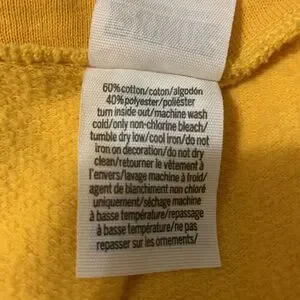 60% cotton/coton/algodón
40% polyester/poliéster
turn inside out/machine wash
cold/only non-chlorine bleach/
tumble dry low/cool iron/do not
iron on decoration/do not dry
clean/retourner le vêtement à
l'envers/lavage machine à froid/
agent de blanchiment non chloré
uniquement/séchage machine
à basse température/repassage
à basse température/ne pas
repasser sur les ornements/